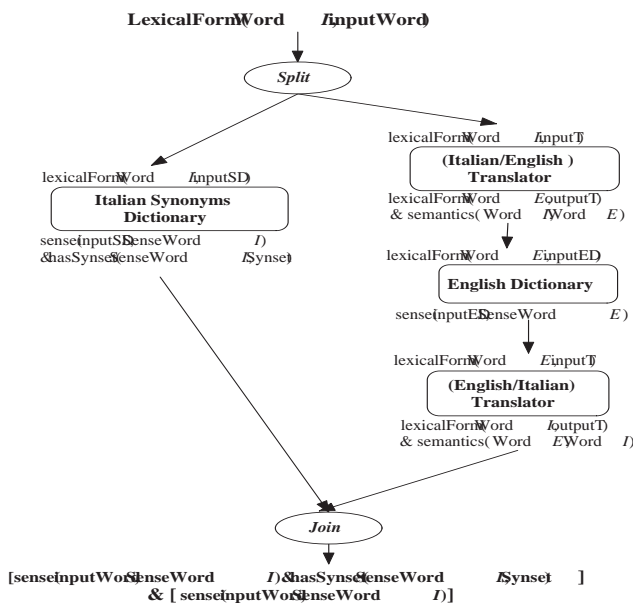 LexicalForm(Word I,inputWord)
Split
lexicalForm(Word I,inputT)
(Italian/English )
Translator
lexicalForm(Word E,outputT)
& semantics( Word I,Word E)
lexicalForm(Word I,inputSD)
Italian Synonyms
Dictionary
sense(inputSD,SenseWord I)
&hasSynset(SenseWord I,Synset)
lexicalForm(Word E,inputED)
English Dictionary
sense(inputED,SenseWord E)
lexicalForm(Word E,inputT)
(English/Italian)
Translator
lexicalForm(Word I,outputT)
& semantics( Word E,Word I)
Join
[sense(inputWord,SenseWord I)&hasSynset(SenseWord I,Synset) ]
& [ sense(inputWord,SenseWord I)]